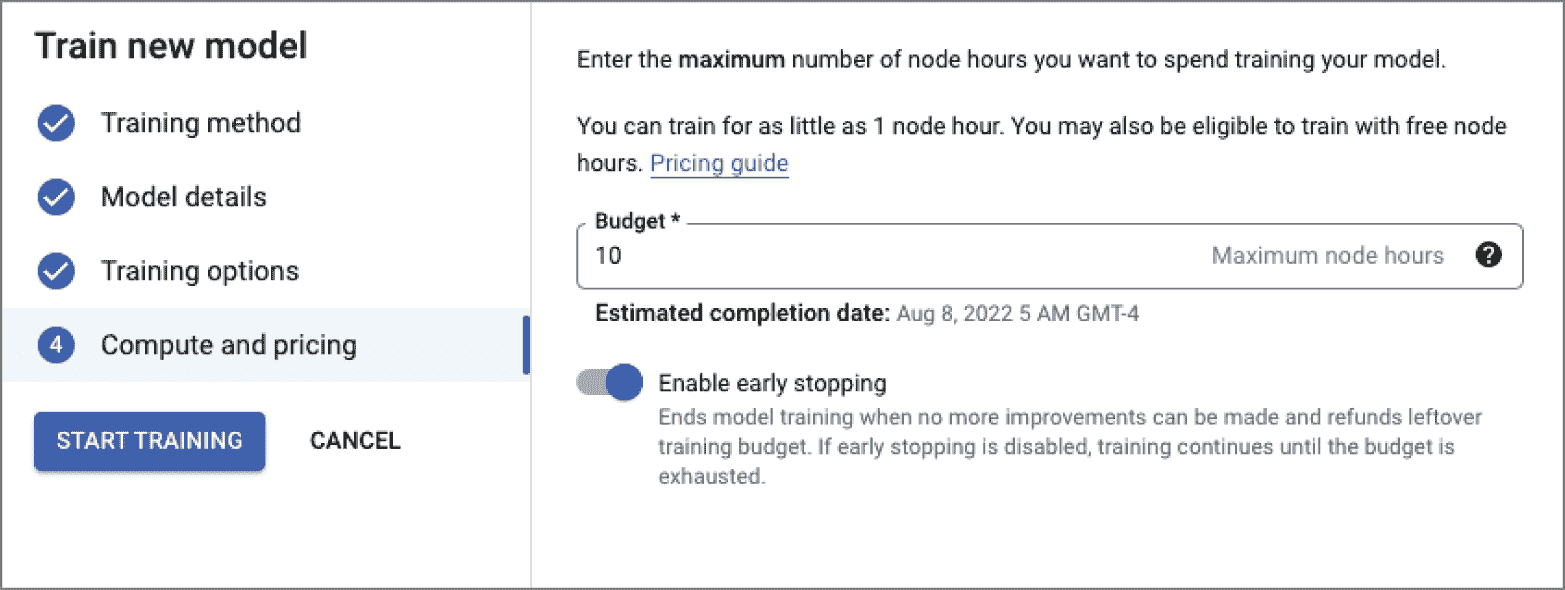 Train new model
Training method
Model details
Training options
4 Compute and pricing
START TRAINING CANCEL
Enter the maximum number of node hours you want to spend training your model.
You can train for as little as 1 node hour. You may also be eligible to train with free node
hours. Pricing guide
Budget *
10 Maximum node hours ?
Estimated completion date: Aug 8, 2022 5 AM GMT-4
Enable early stopping
Ends model training when no more improvements can be made and refunds leftover
training budget. If early stopping is disabled, training continues until the budget is
exhausted.